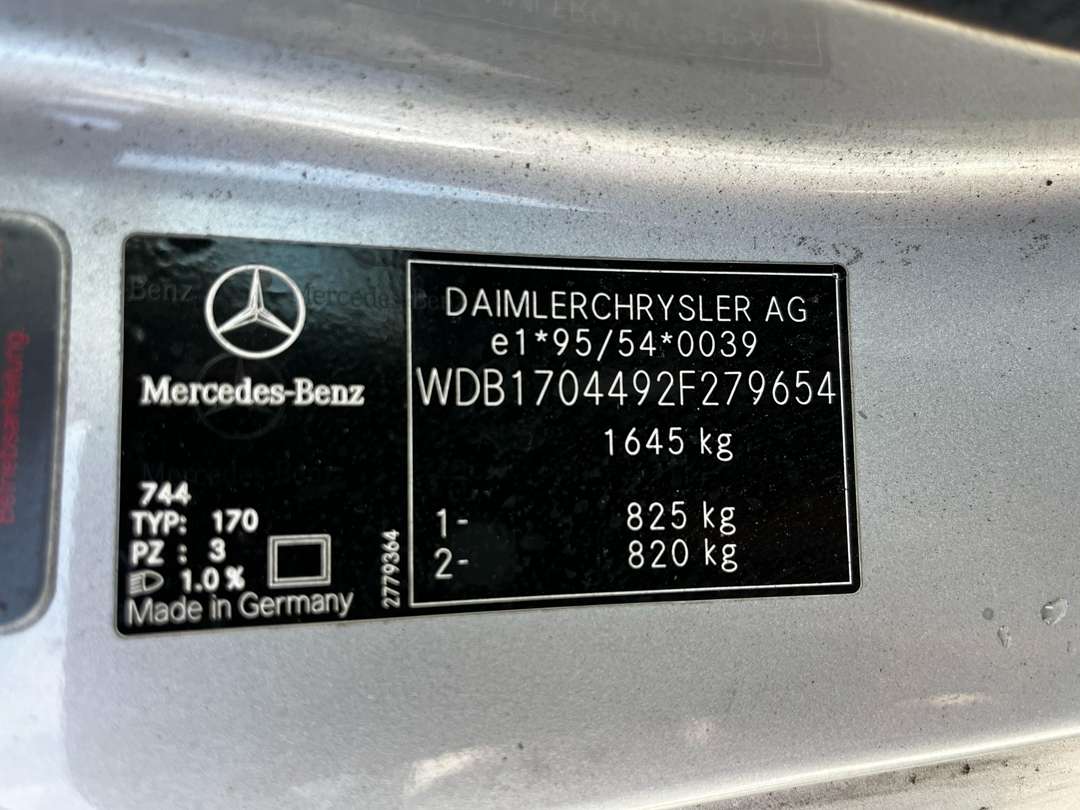 Mercedes-Benz
744
TYP: 170
PZ : 3
1.0 %
Made in Germany
2779364
DAIMLERCHRYSLER AG
e1*95/54*0039
WDB1704492F279654
1645 kg
1- 825 kg
2- 820 kg
Betriebsanleitung